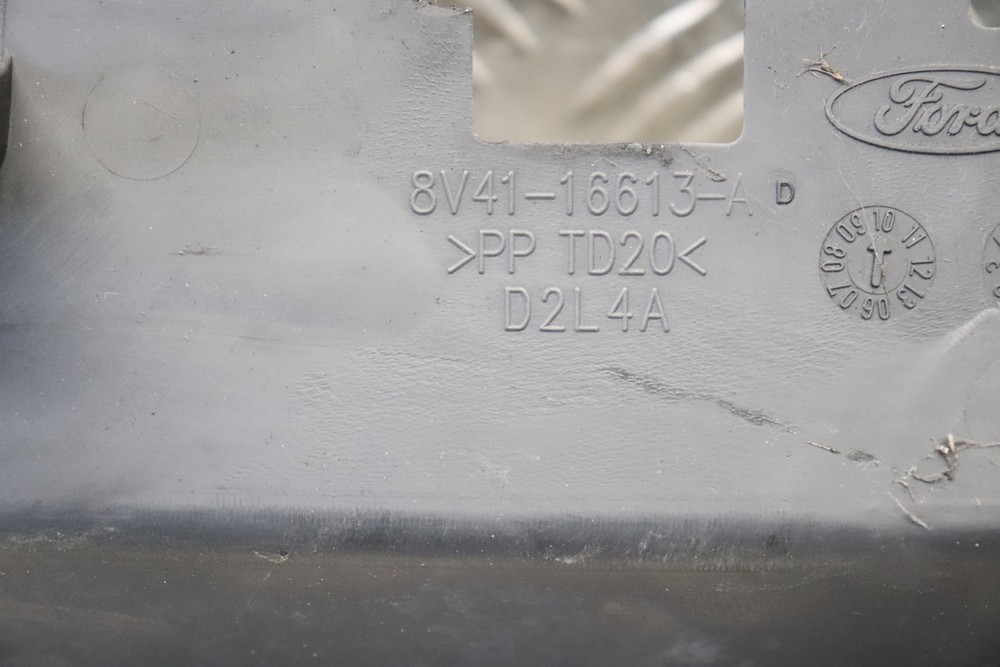 Ford
8V41-16613-A D
>PP TD20<
D2L4A
06 07 08 09 10 11 12 13